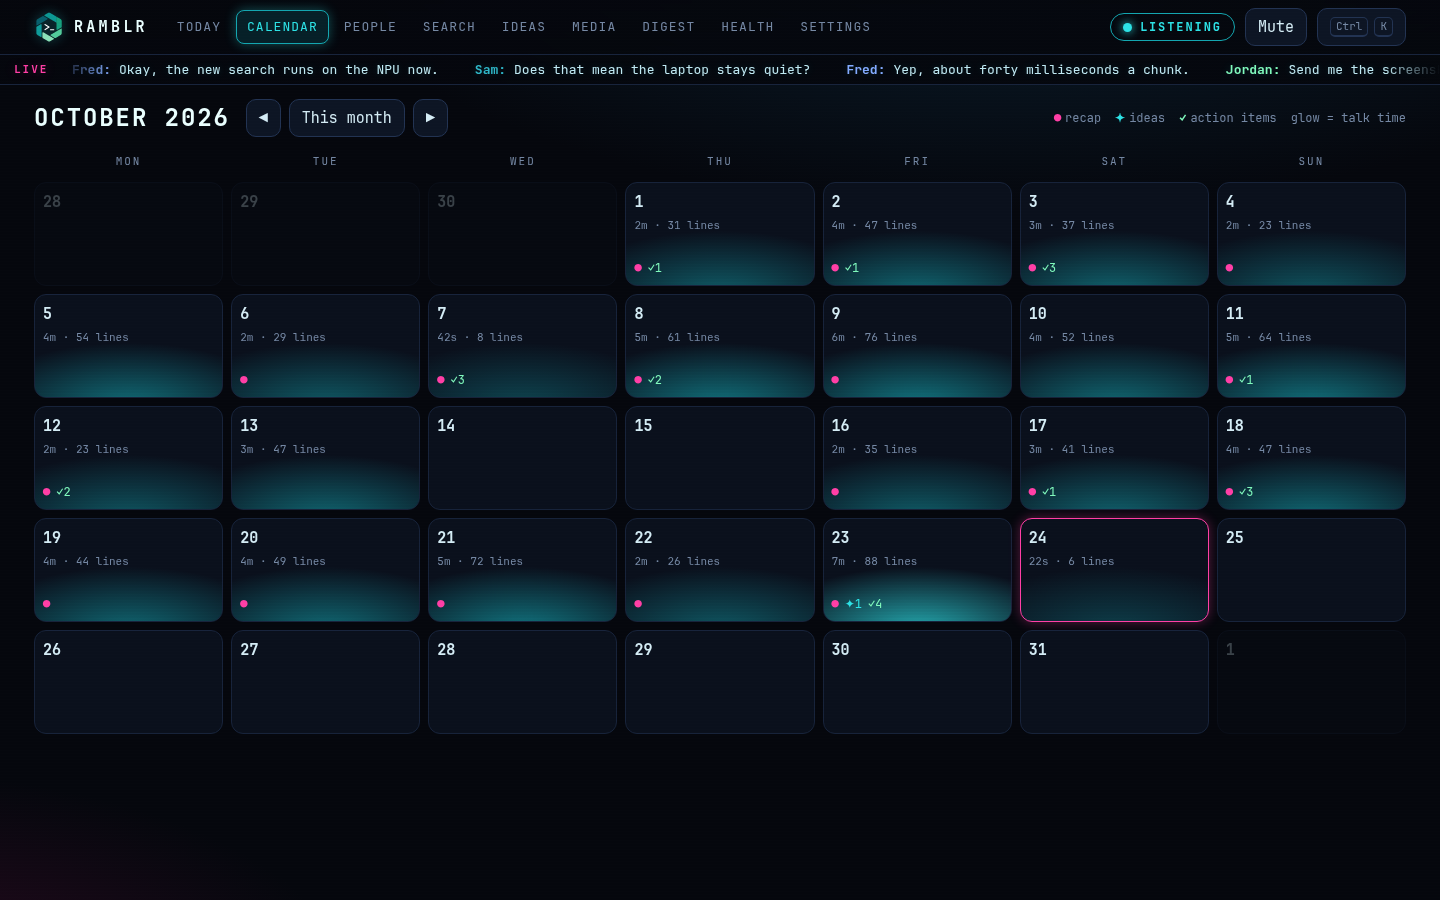 RAMBLR TODAY CALENDAR PEOPLE SEARCH IDEAS MEDIA DIGEST HEALTH SETTINGS LISTENING Mute Ctrl K
LIVE Fred: Okay, the new search runs on the NPU now. Sam: Does that mean the laptop stays quiet? Fred: Yep, about forty milliseconds a chunk. Jordan: Send me the screens
OCTOBER 2026 ◀ This month ▶ ● recap ✦ ideas ✓ action items glow = talk time
MON TUE WED THU FRI SAT SUN
28 29 30 1 2 3 4
2m · 31 lines 4m · 47 lines 3m · 37 lines 2m · 23 lines
● ✓1 ● ✓1 ● ✓3 ●
5 6 7 8 9 10 11
4m · 54 lines 2m · 29 lines 42s · 8 lines 5m · 61 lines 6m · 76 lines 4m · 52 lines 5m · 64 lines
● ● ✓3 ● ✓2 ● ● ✓1
12 13 14 15 16 17 18
2m · 23 lines 3m · 47 lines 2m · 35 lines 3m · 41 lines 4m · 47 lines
● ✓2 ● ● ✓1 ● ✓3
19 20 21 22 23 24 25
4m · 44 lines 4m · 49 lines 5m · 72 lines 2m · 26 lines 7m · 88 lines 22s · 6 lines
● ● ● ● ● ✦1 ✓4
26 27 28 29 30 31 1